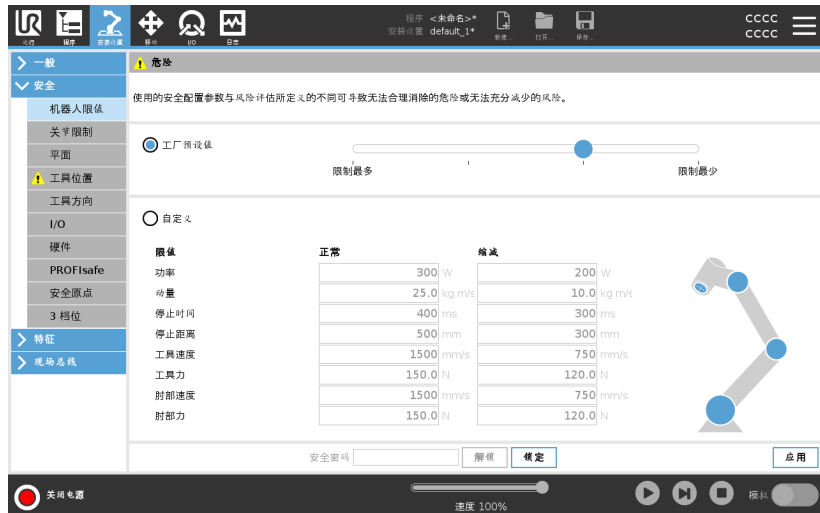 程序 <未命名>*
安装设置 default_1*
新建... 打开... 保存...
CCCC
CCCC
运行 程序 安装设置 移动 I/O 日志
一般
安全
机器人限值
关节限制
平面
工具位置
工具方向
I/O
硬件
PROFIsafe
安全原点
3 档位
特征
现场总线
危险
使用的安全配置参数与风险评估所定义的不同可导致无法合理消除的危险或无法充分减少的风险。
工厂预设值
限制最多 限制最少
自定义
限值 正常 缩减
功率 300 W 200 W
动量 25.0 kg m/s 10.0 kg m/s
停止时间 400 ms 300 ms
停止距离 500 mm 300 mm
工具速度 1500 mm/s 750 mm/s
工具力 150.0 N 120.0 N
肘部速度 1500 mm/s 750 mm/s
肘部力 150.0 N 120.0 N
安全密码 解锁 锁定 应用
关闭电源
速度 100%
模拟